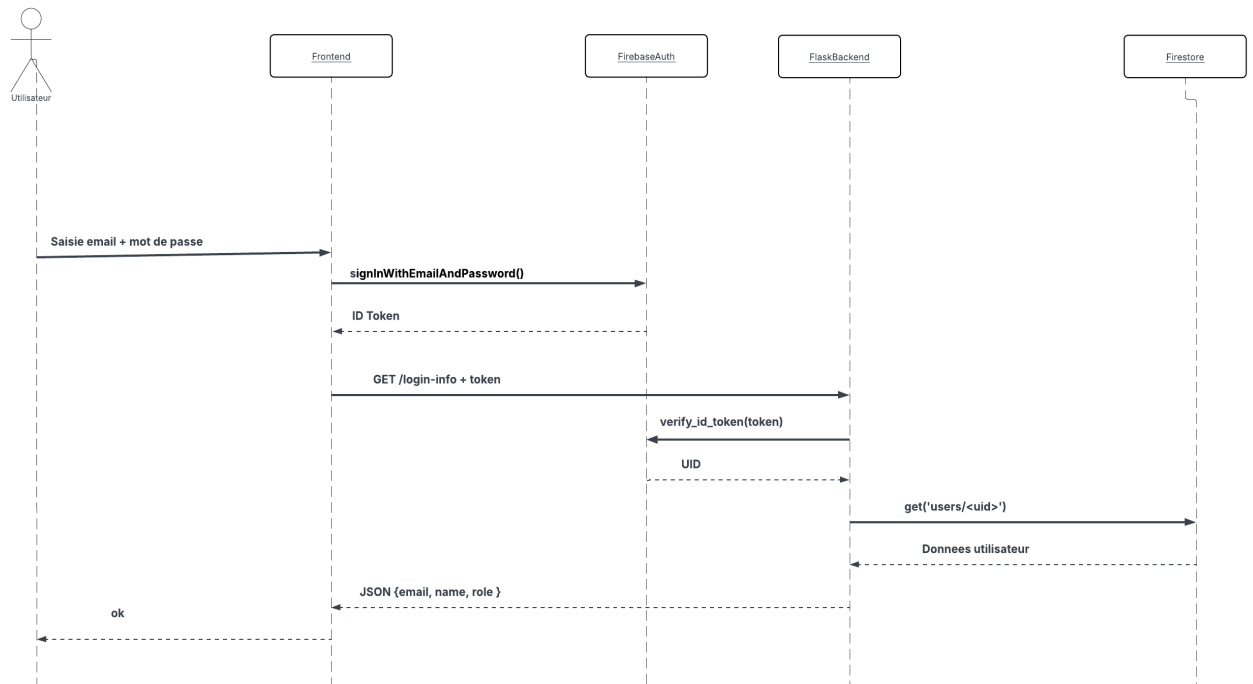 Utilisateur
Frontend
FirebaseAuth
FlaskBackend
Firestore
Saisie email + mot de passe
signInWithEmailAndPassword()
ID Token
GET /login-info + token
verify_id_token(token)
UID
get('users/<uid>')
Donnees utilisateur
JSON {email, name, role }
ok